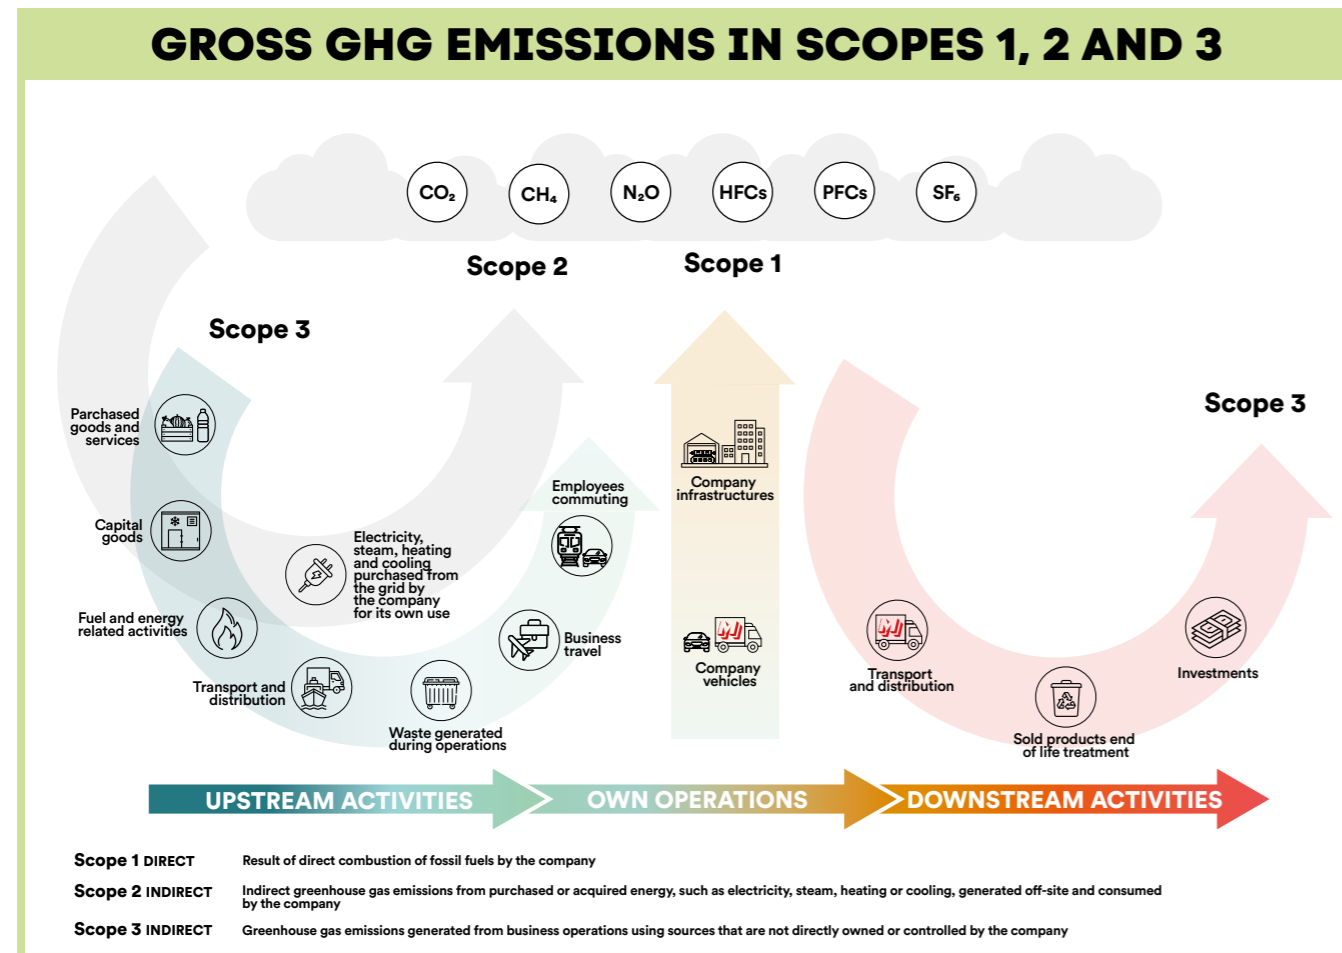 GROSS GHG EMISSIONS IN SCOPES 1, 2 AND 3
CO₂
CH₄
N₂O
HFCs
PFCs
SF₆
Scope 2
Scope 1
Scope 3
Scope 3
Parchased
goods and
services
Capital
goods
Fuel and energy
related activities
Transport and
distribution
Waste generated
during operations
Business
travel
Employees
commuting
Electricity,
steam, heating
and cooling
purchased from
the grid by
the company
for its own use
Company
infrastructures
Company
vehicles
Transport
and distribution
Sold products end
of life treatment
Investments
UPSTREAM ACTIVITIES
OWN OPERATIONS
DOWNSTREAM ACTIVITIES
Scope 1 DIRECT
Result of direct combustion of fossil fuels by the company
Scope 2 INDIRECT
Indirect greenhouse gas emissions from purchased or acquired energy, such as electricity, steam, heating or cooling, generated off-site and consumed
by the company
Scope 3 INDIRECT
Greenhouse gas emissions generated from business operations using sources that are not directly owned or controlled by the company